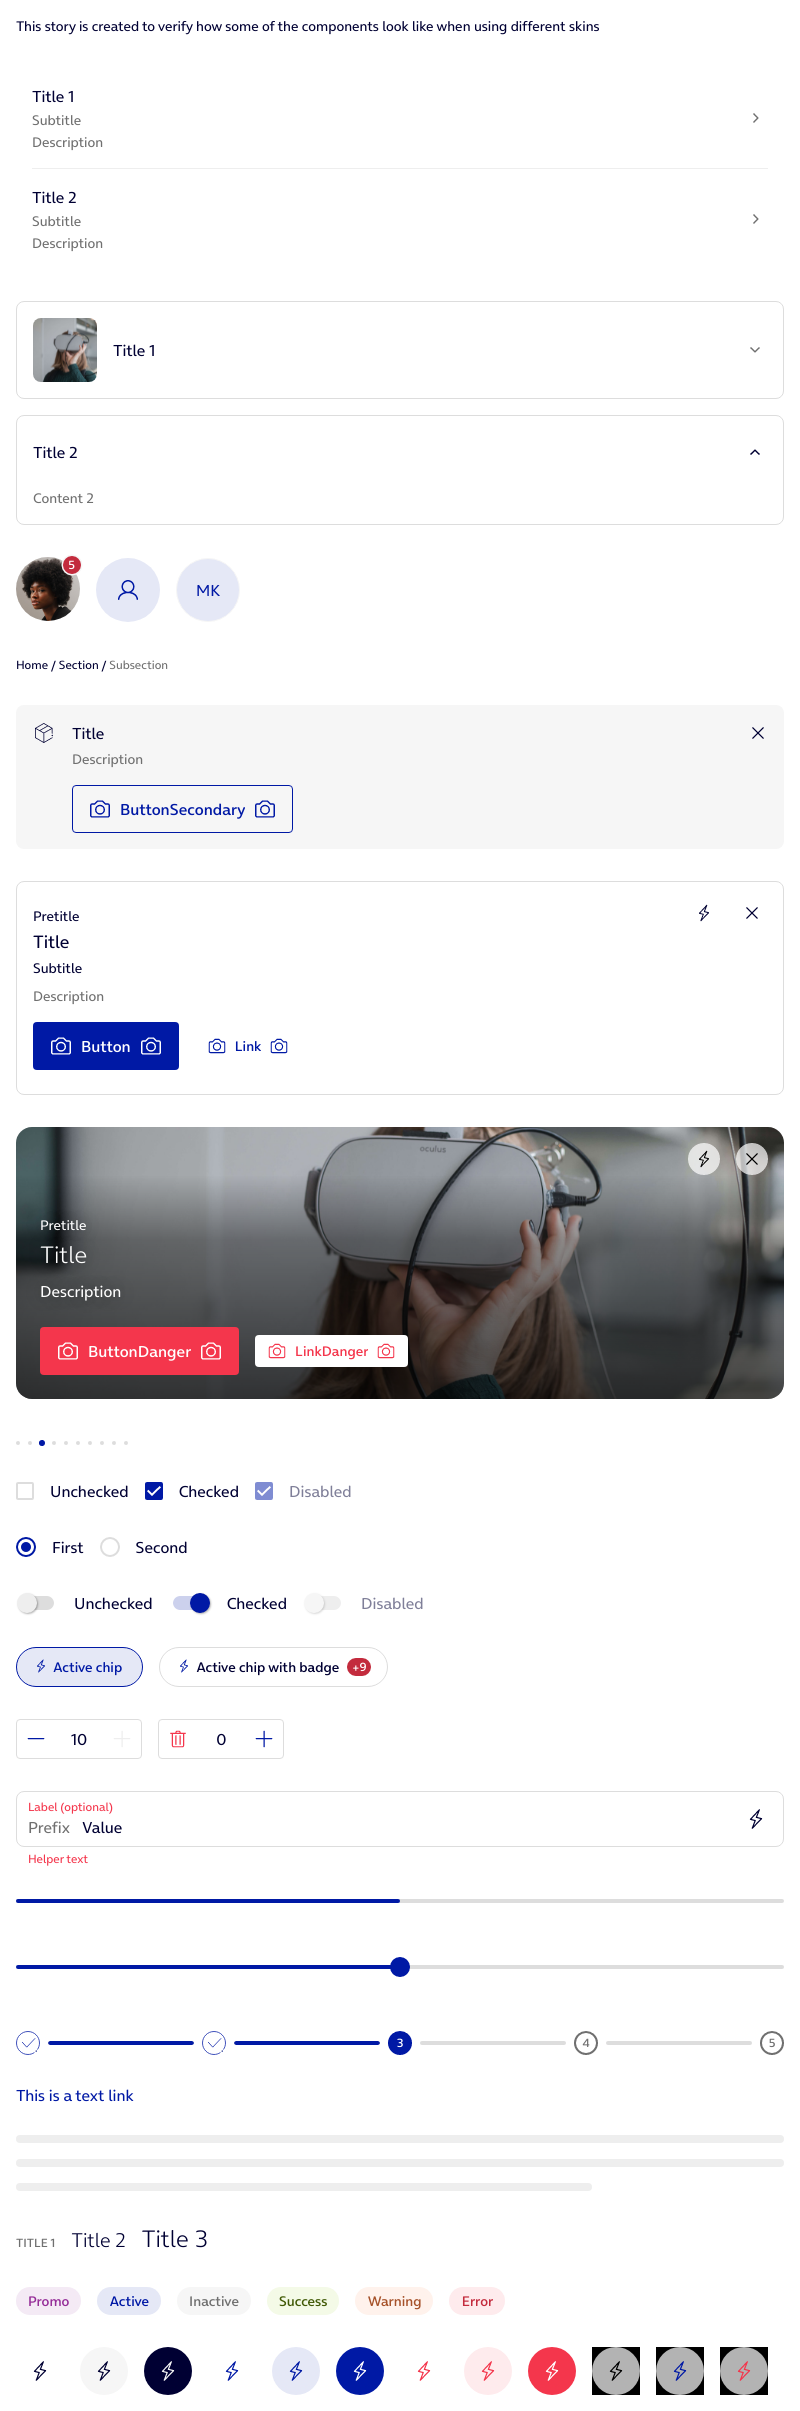 This story is created to verify how some of the components look like when using different skins
Title 1
Subtitle
Description
Title 2
Subtitle
Description
Title 1
Title 2
Content 2
5
MK
Home / Section / Subsection
Title
Description
ButtonSecondary
Pretitle
Title
Subtitle
Description
Button Link
oculus
Pretitle
Title
Description
ButtonDanger LinkDanger
Unchecked Checked Disabled
First Second
Unchecked Checked Disabled
Active chip Active chip with badge +9
10 0
Label (optional)
Prefix Value
Helper text
3 4 5
This is a text link
TITLE 1 Title 2 Title 3
Promo Active Inactive Success Warning Error